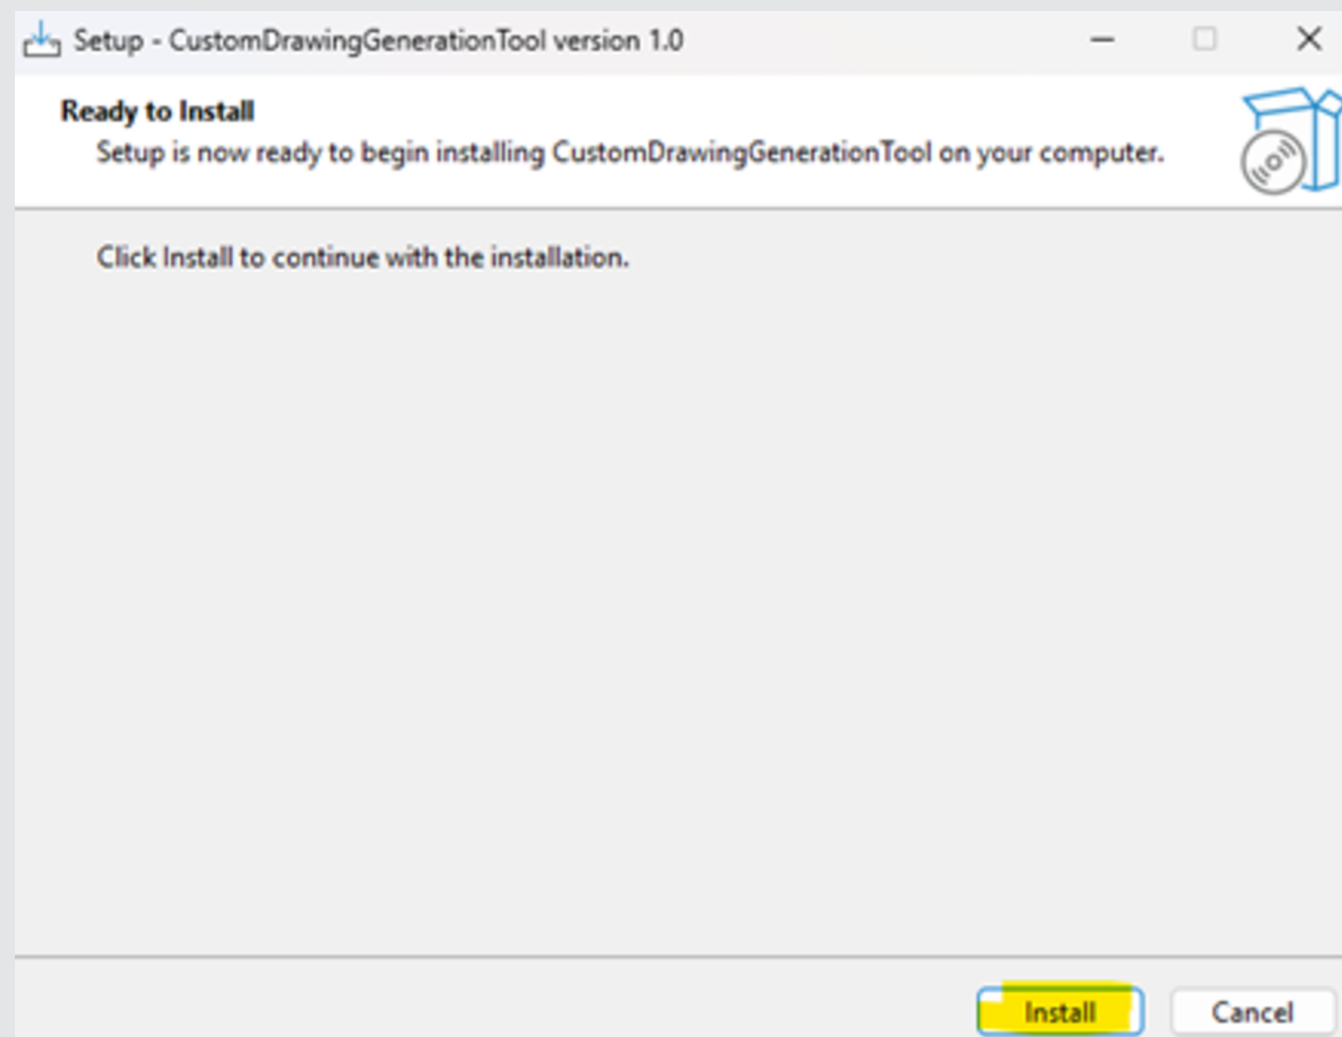 Setup - CustomDrawingGenerationTool version 1.0
Ready to Install
Setup is now ready to begin installing CustomDrawingGenerationTool on your computer.
Click Install to continue with the installation.
Install
Cancel